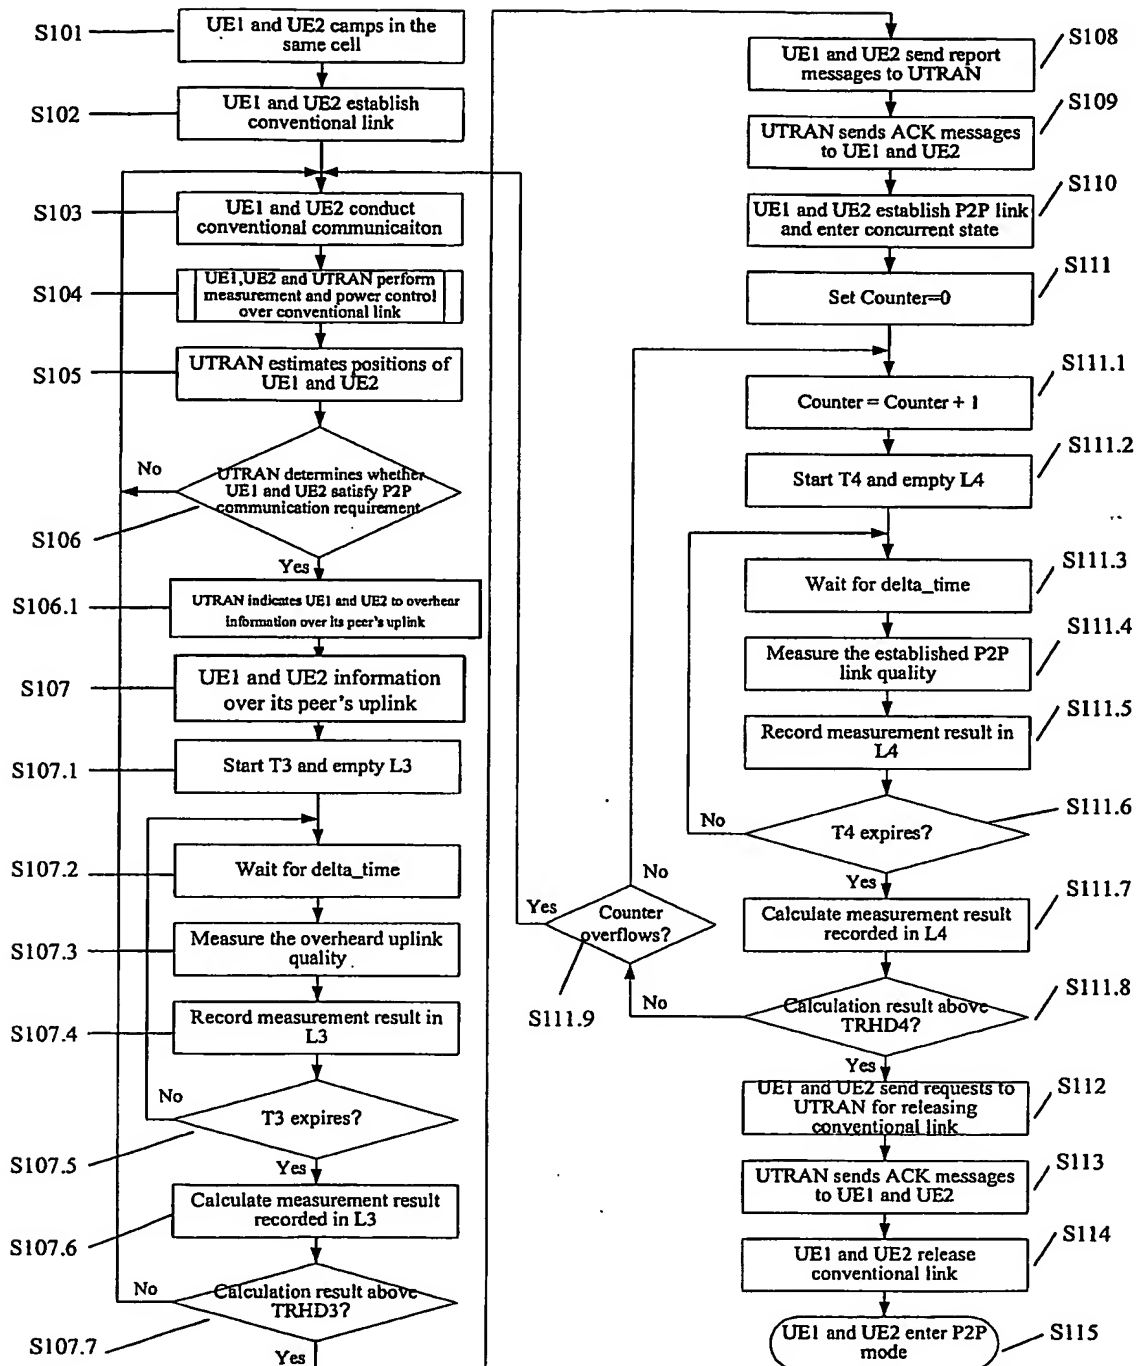 S101
UE1 and UE2 camps in the
same cell
S102
UE1 and UE2 establish
conventional link
S103
UE1 and UE2 conduct
conventional communicaiton
S104
UE1,UE2 and UTRAN perform
measurement and power control
over conventional link
S105
UTRAN estimates positions of
UE1 and UE2
No
UTRAN determines whether
UE1 and UE2 satisfy P2P
communication requirement
S106
Yes
S106.1
UTRAN indicates UE1 and UE2 to overhear
information over its peer's uplink
S107
UE1 and UE2 information
over its peer's uplink
S107.1
Start T3 and empty L3
S107.2
Wait for delta_time
S107.3
Measure the overheard uplink
quality
S107.4
Record measurement result in
L3
No
T3 expires?
S107.5
Yes
Calculate measurement result
recorded in L3
S107.6
No
Calculation result above
TRHD3?
S107.7
Yes
S108
UE1 and UE2 send report
messages to UTRAN
S109
UTRAN sends ACK messages
to UE1 and UE2
S110
UE1 and UE2 establish P2P link
and enter concurrent state
S111
Set Counter=0
S111.1
Counter = Counter + 1
S111.2
Start T4 and empty L4
S111.3
Wait for delta_time
S111.4
Measure the established P2P
link quality
S111.5
Record measurement result in
L4
S111.6
No
T4 expires?
Yes
S111.7
Calculate measurement result
recorded in L4
No
Yes
Counter
overflows?
S111.9
No
S111.8
Calculation result above
TRHD4?
Yes
S112
UE1 and UE2 send requests to
UTRAN for releasing
conventional link
S113
UTRAN sends ACK messages
to UE1 and UE2
S114
UE1 and UE2 release
conventional link
S115
UE1 and UE2 enter P2P
mode